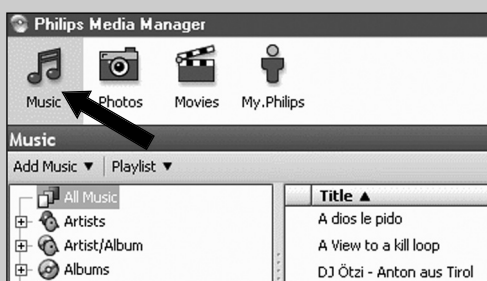 Philips Media Manager
Music Photos Movies My.Philips
Music
Add Music ▼ | Playlist ▼
All Music
Artists
Artist/Album
Albums
Title ▲
A dios le pido
A View to a kill loop
DJ Ötzi - Anton aus Tirol